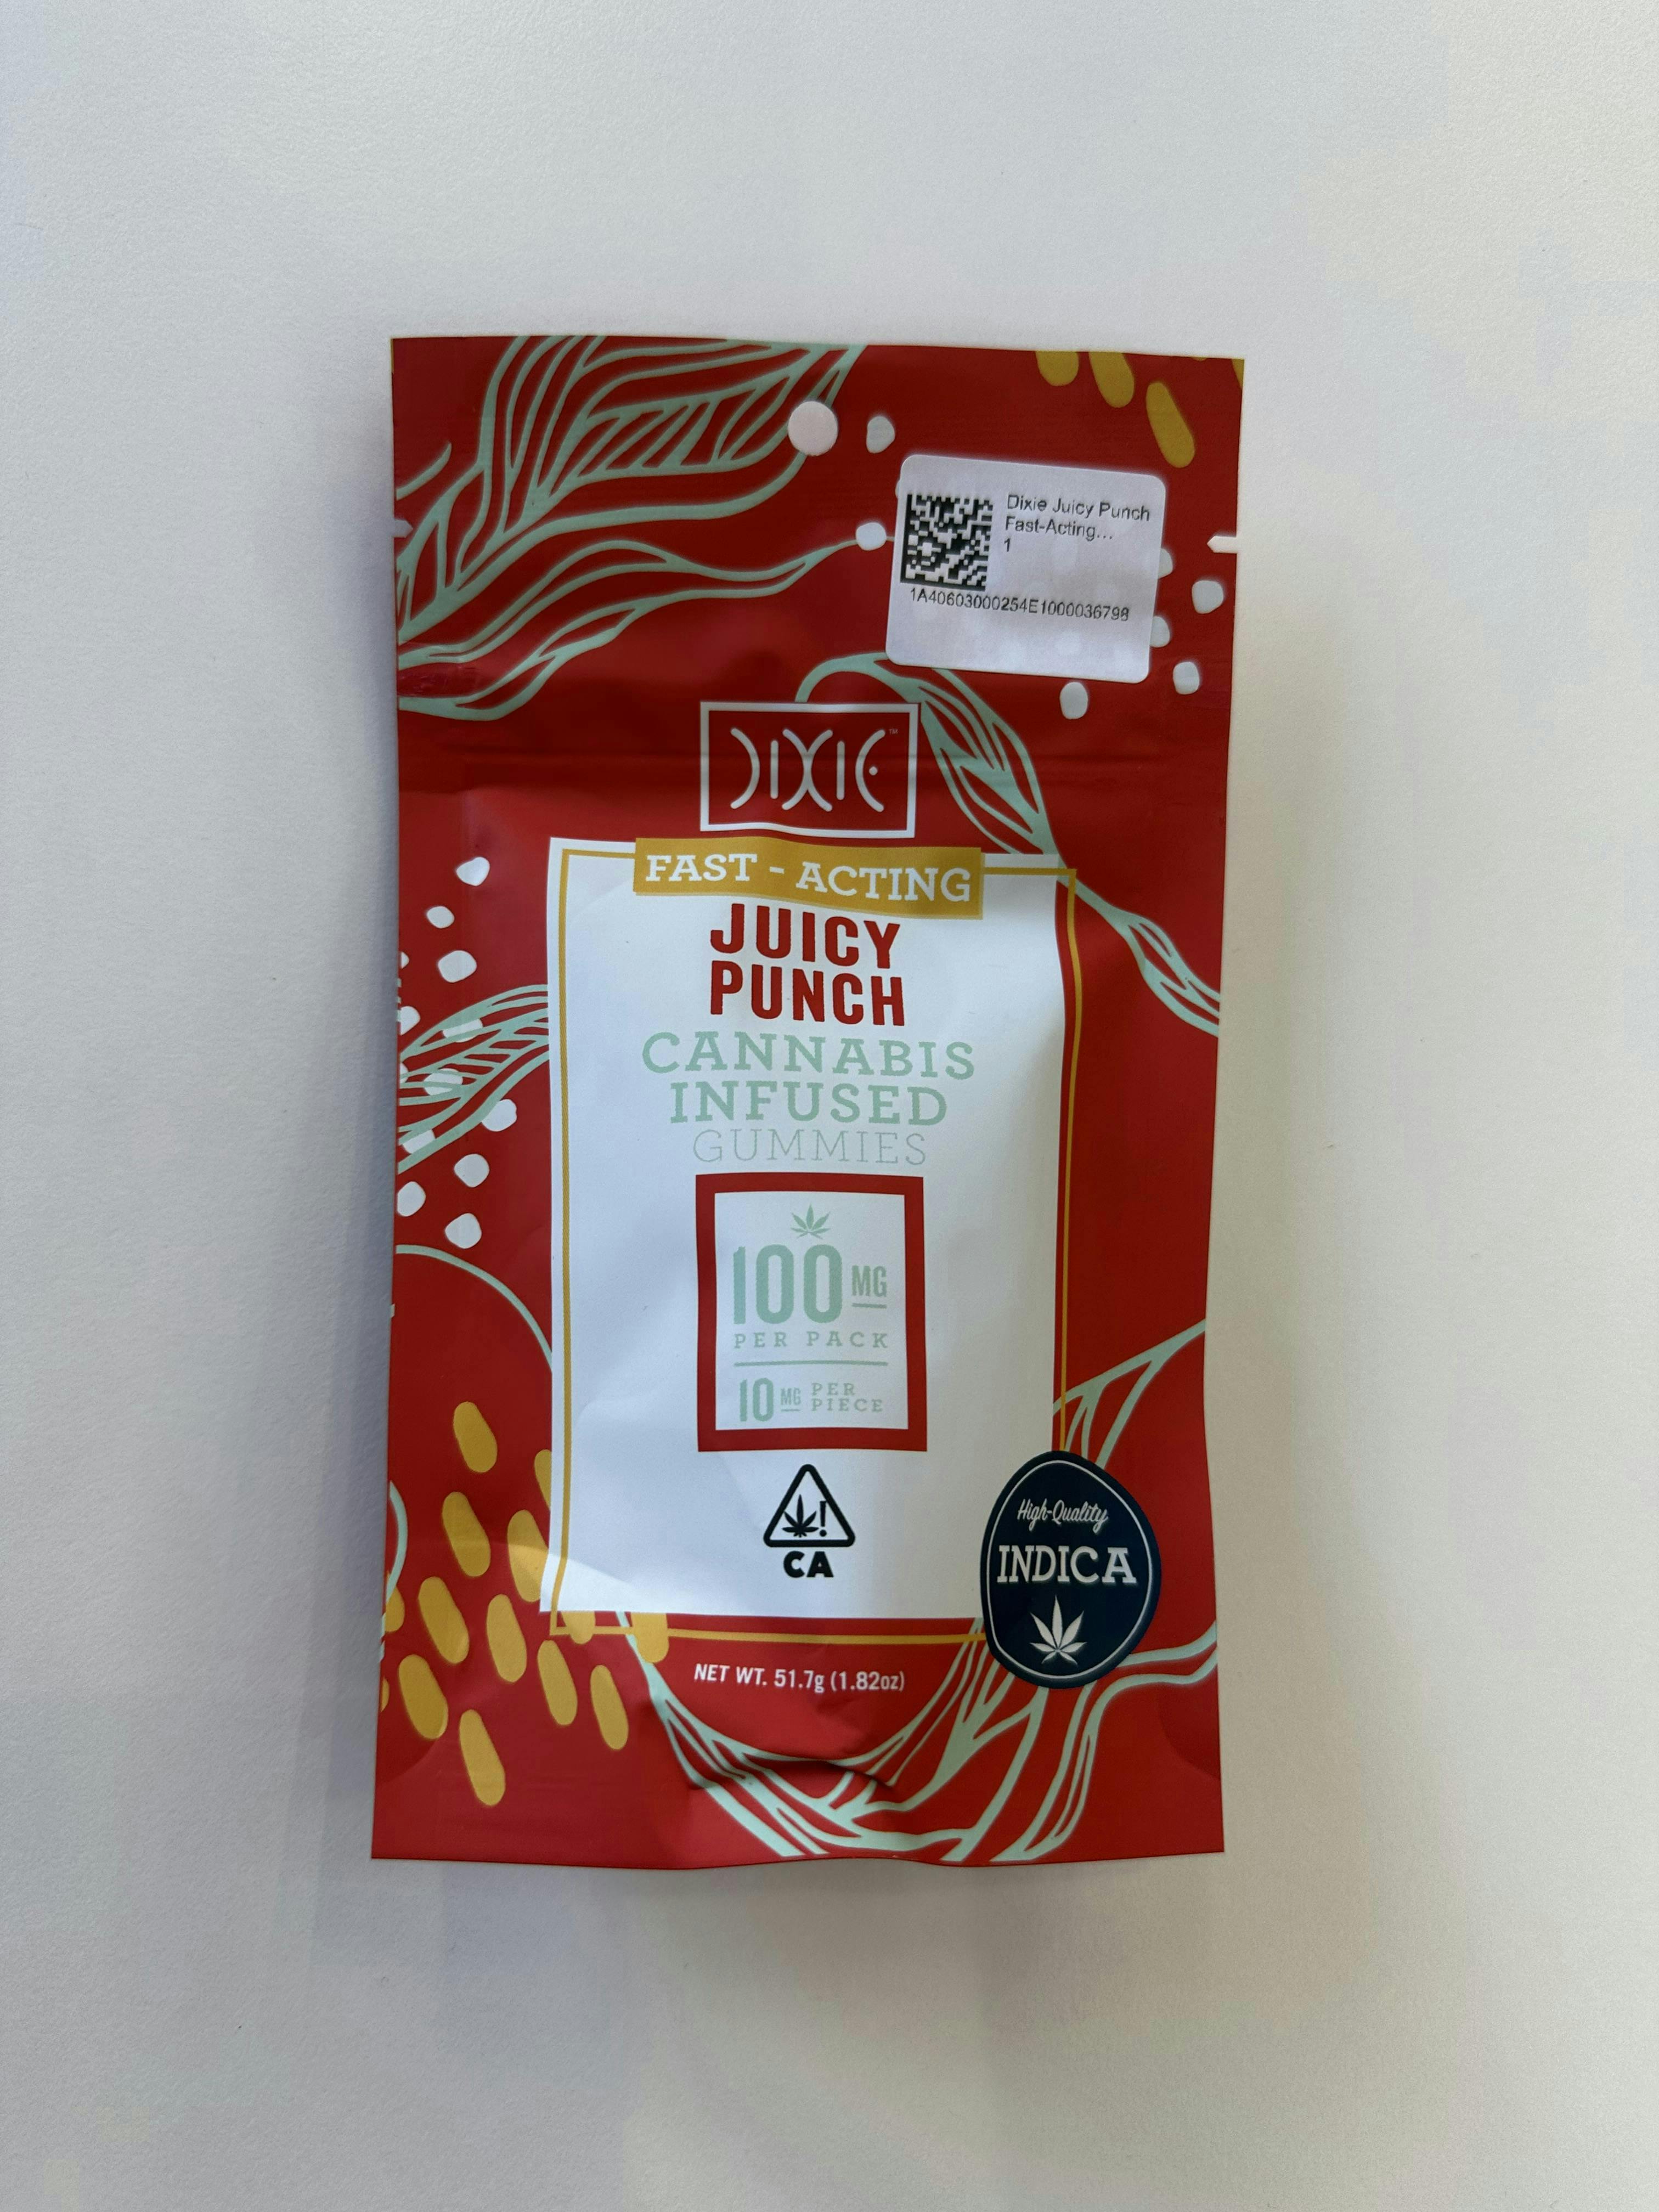 Dixie Juicy Punch
Fast-Acting...
1
1A40603000254E1000036798
DIXIE™
FAST - ACTING
JUICY
PUNCH
CANNABIS
INFUSED
GUMMIES
100 MG
PER PACK
10 MG PER
PIECE
!
CA
High-Quality
INDICA
NET WT. 51.7g (1.82oz)